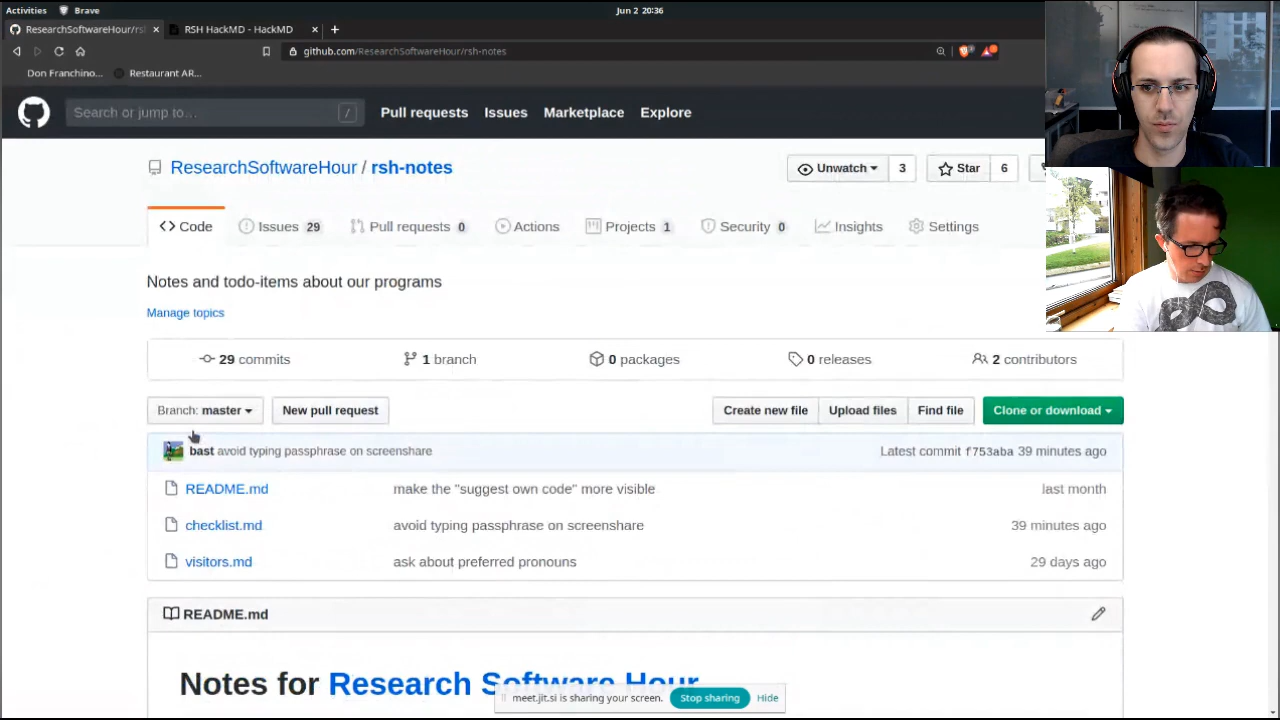 Activities Brave Jun 2 20:36
ResearchSoftwareHour/rsh RSH HackMD - HackMD
github.com/ResearchSoftwareHour/rsh-notes
Don Franchino... Restaurant AR...
Search or jump to... / Pull requests Issues Marketplace Explore
ResearchSoftwareHour / rsh-notes Unwatch 3 Star 6
Code Issues 29 Pull requests 0 Actions Projects 1 Security 0 Insights Settings
Notes and todo-items about our programs
Manage topics
29 commits 1 branch 0 packages 0 releases 2 contributors
Branch: master New pull request Create new file Upload files Find file Clone or download
bast avoid typing passphrase on screenshare Latest commit f753aba 39 minutes ago
README.md make the "suggest own code" more visible last month
checklist.md avoid typing passphrase on screenshare 39 minutes ago
visitors.md ask about preferred pronouns 29 days ago
README.md
Notes for Research Software Hour
meet.jit.si is sharing your screen. Stop sharing Hide